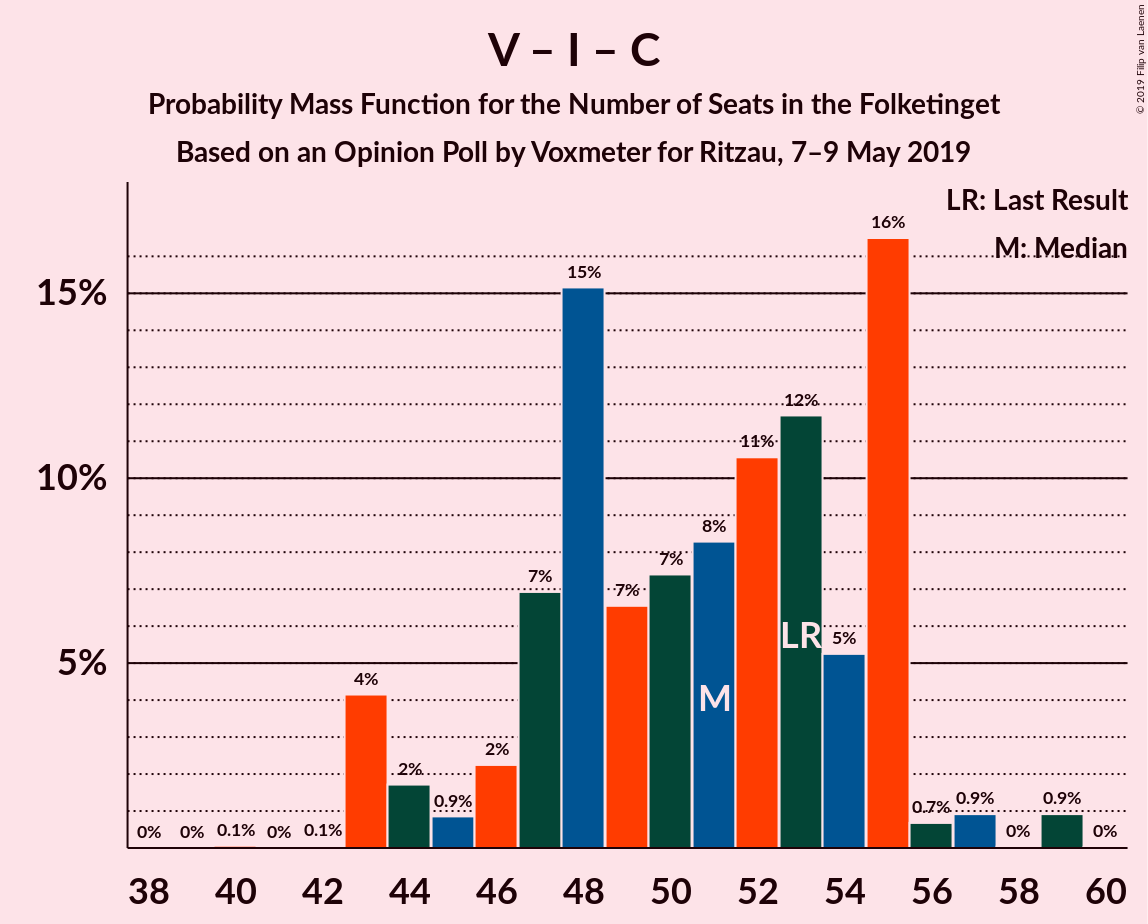 V – I – C
Probability Mass Function for the Number of Seats in the Folketinget
Based on an Opinion Poll by Voxmeter for Ritzau, 7–9 May 2019
© 2019 Filip van Laenen
LR: Last Result
M: Median
15%
10%
5%
0%
0%
0.1%
0%
0.1%
4%
2%
0.9%
2%
7%
15%
7%
7%
8%
11%
12%
5%
16%
0.7%
0.9%
0%
0.9%
0%
M
LR
38 40 42 44 46 48 50 52 54 56 58 60